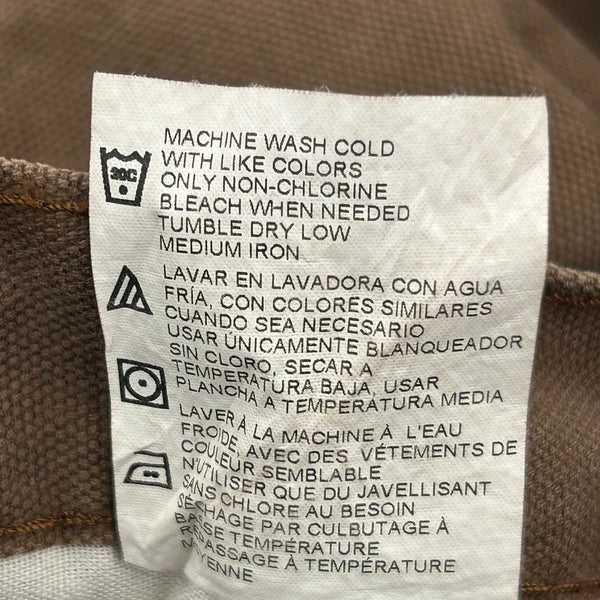 30C
MACHINE WASH COLD
WITH LIKE COLORS
ONLY NON-CHLORINE
BLEACH WHEN NEEDED
TUMBLE DRY LOW
MEDIUM IRON
LAVAR EN LAVADORA CON AGUA
FRÍA, CON COLORES SIMILARES
CUANDO SEA NECESARIO
USAR ÚNICAMENTE BLANQUEADOR
SIN CLORO, SECAR A
TEMPERATURA BAJA, USAR
PLANCHA A TEMPERATURA MEDIA
LAVER À LA MACHINE À L'EAU
FROIDE, AVEC DES VÉTEMENTS DE
COULEUR SEMBLABLE
N'UTILISER QUE DU JAVELLISANT
SANS CHLORE AU BESOIN
SÉCHAGE PAR CULBUTAGE À
BASSE TEMPÉRATURE
REPASSAGE À TEMPÉRATURE
MOYENNE